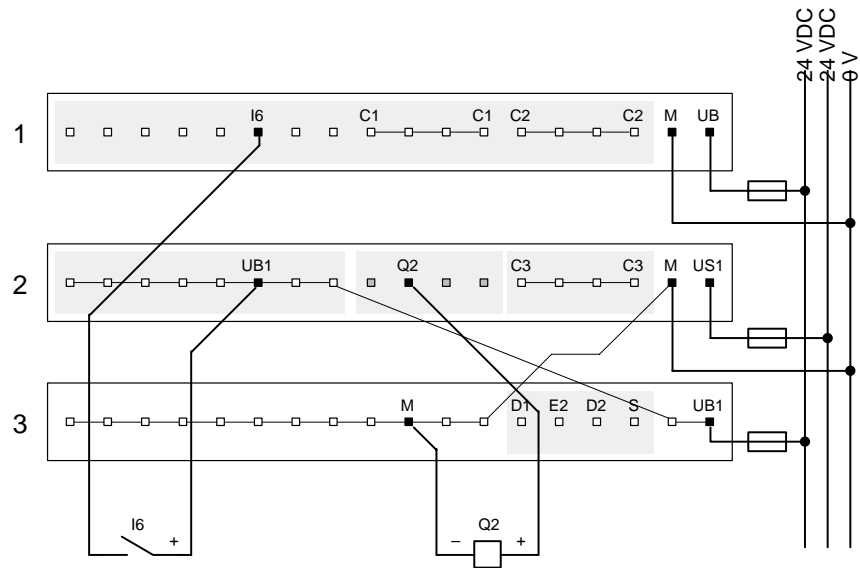 24 VDC
24 VDC
0 V
1
I6
C1
C1
C2
C2
M
UB
2
UB1
Q2
C3
C3
M
US1
3
M
D1
E2
D2
S
UB1
I6
+
–
Q2
+